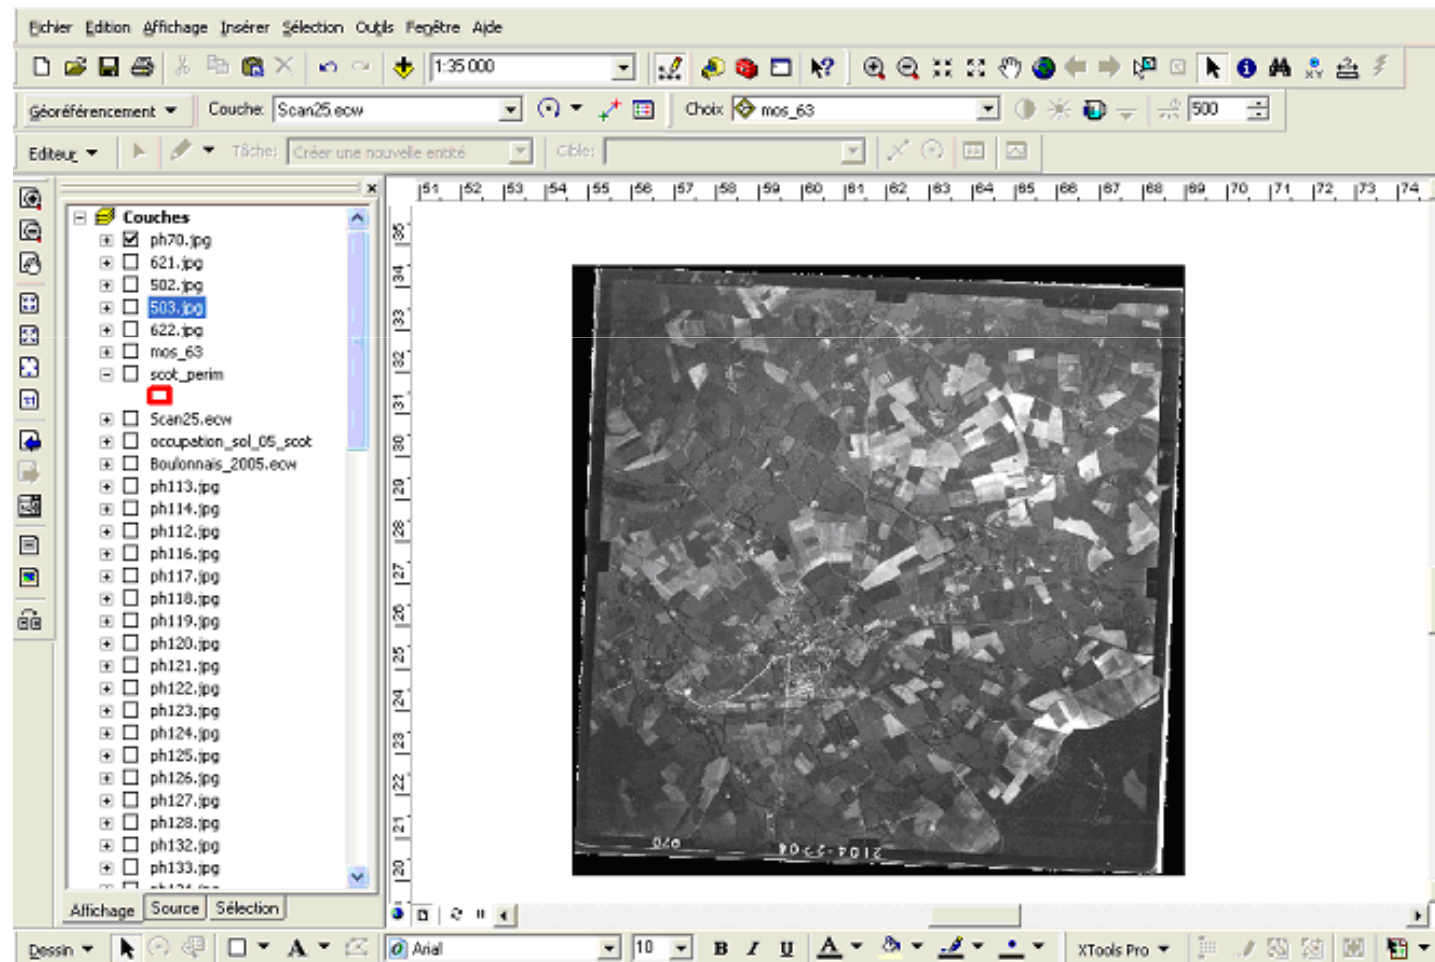 Fichier Edition Affichage Insérer Sélection Outils Fenêtre Aide
1:35 000
Géoréférencement Couche: Scan25.ecw Choix mos_63 500
Editeur Tâche: Créer une nouvelle entité Cible:
51 52 53 54 55 56 57 58 59 60 61 62 63 64 65 66 67 68 69 70 71 72 73 74
Couches
ph70.jpg
621.jpg
502.jpg
503.jpg
622.jpg
mos_63
scot_perim
Scan25.ecw
occupation_sol_05_scot
Boulonnais_2005.ecw
ph113.jpg
ph114.jpg
ph112.jpg
ph116.jpg
ph117.jpg
ph118.jpg
ph119.jpg
ph120.jpg
ph121.jpg
ph122.jpg
ph123.jpg
ph124.jpg
ph125.jpg
ph126.jpg
ph127.jpg
ph128.jpg
ph132.jpg
ph133.jpg
35
34
33
32
31
30
29
28
27
26
25
24
23
22
21
20
Affichage Source Sélection
Dessin A Arial 10 B I U A XTools Pro